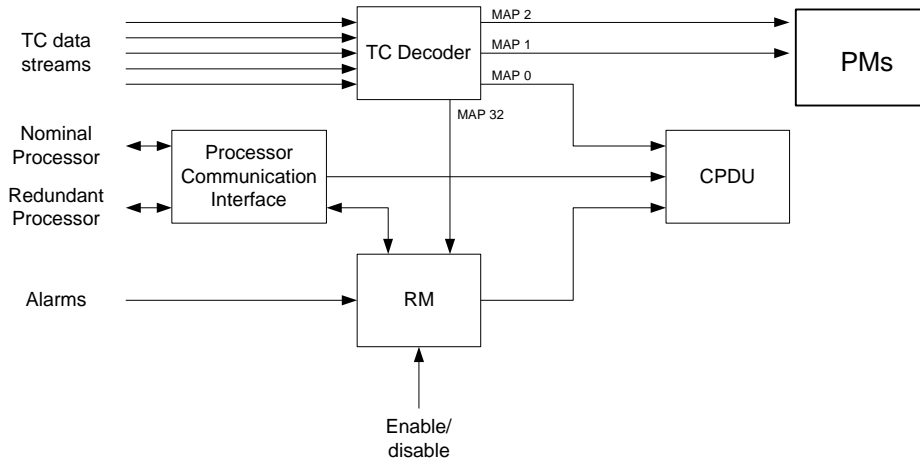 MAP 2
TC data
streams
TC Decoder
MAP 1
PMs
MAP 0
MAP 32
Nominal
Processor
Processor
Communication
Interface
CPDU
Redundant
Processor
Alarms
RM
Enable/
disable